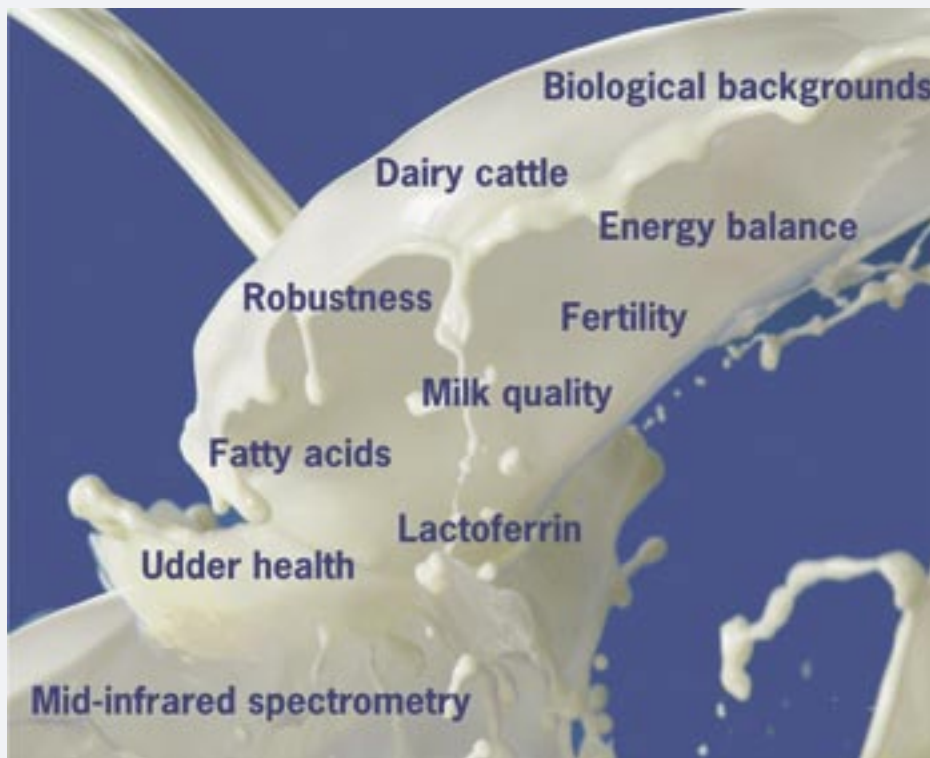 Biological backgrounds
Dairy cattle
Energy balance
Robustness
Fertility
Milk quality
Fatty acids
Lactoferrin
Udder health
Mid-infrared spectrometry